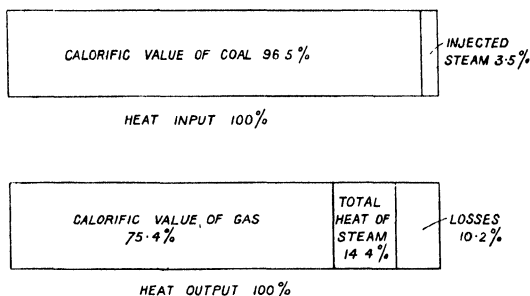 CALORIFIC VALUE OF COAL 96 5%
INJECTED
STEAM 3·5%
HEAT INPUT 100%
CALORIFIC VALUE OF GAS
75·4%
TOTAL
HEAT OF
STEAM
14 4%
LOSSES
10·2%
HEAT OUTPUT 100%